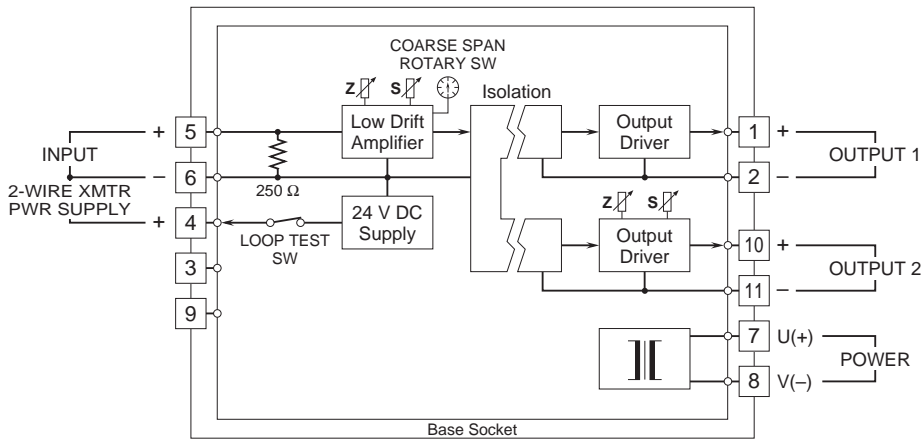 COARSE SPAN
ROTARY SW
Z
S
Isolation
+
5
Low Drift
Amplifier
Output
Driver
1
+
INPUT
OUTPUT 1
–
6
250 Ω
2
–
2-WIRE XMTR
PWR SUPPLY
+
4
LOOP TEST
SW
24 V DC
Supply
Z
S
Output
Driver
10
+
OUTPUT 2
3
11
–
9
7
U(+)
POWER
8
V(–)
Base Socket